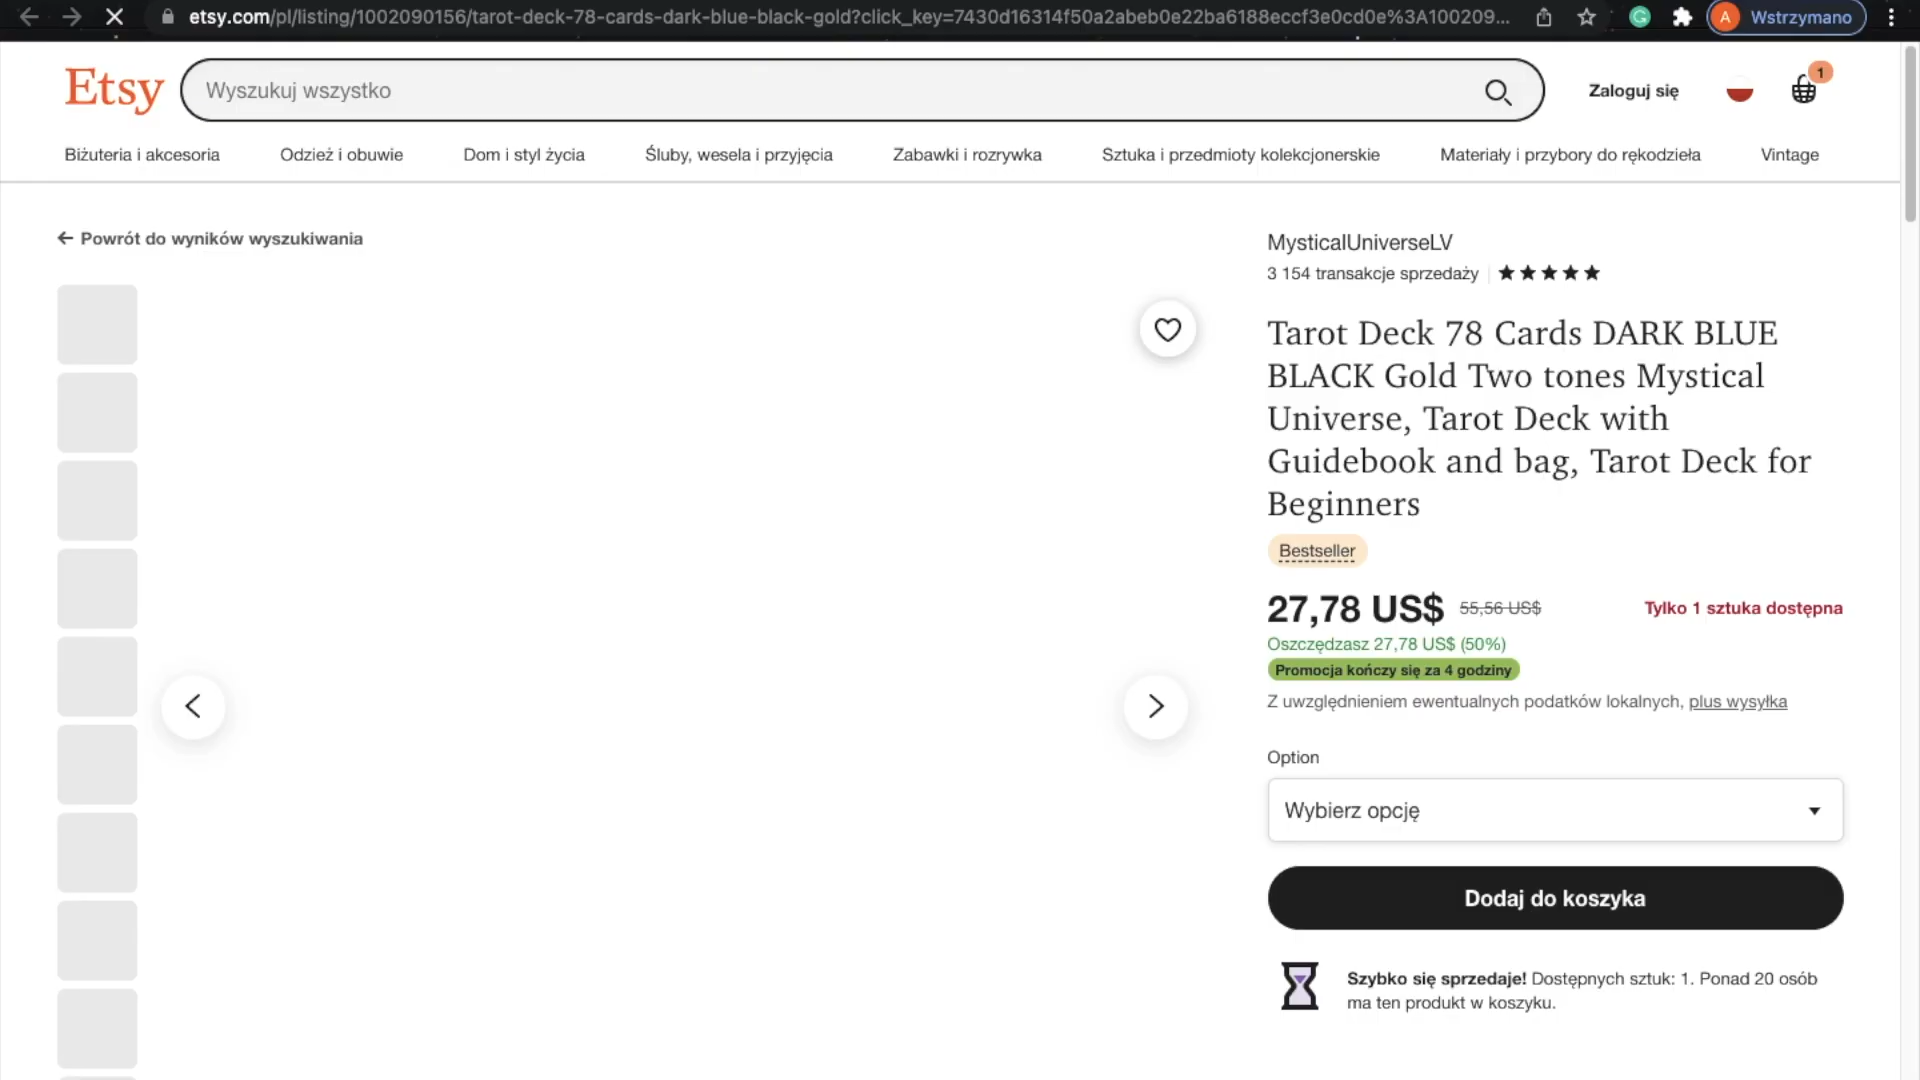 etsy.com/pl/listing/1002090156/tarot-deck-78-cards-dark-blue-black-gold?click_key=7430d16314f50a2abeb0e22ba6188eccf3e0cd0e%3A100209...
A Wstrzymano
Etsy
Wyszukuj wszystko
Zaloguj się
1
Biżuteria i akcesoria
Odzież i obuwie
Dom i styl życia
Śluby, wesela i przyjęcia
Zabawki i rozrywka
Sztuka i przedmioty kolekcjonerskie
Materiały i przybory do rękodzieła
Vintage
Powrót do wyników wyszukiwania
MysticalUniverseLV
3 154 transakcje sprzedaży
Tarot Deck 78 Cards DARK BLUE
BLACK Gold Two tones Mystical
Universe, Tarot Deck with
Guidebook and bag, Tarot Deck for
Beginners
Bestseller
27,78 US$ 55,56 US$ Tylko 1 sztuka dostępna
Oszczędzasz 27,78 US$ (50%)
Promocja kończy się za 4 godziny
Z uwzględnieniem ewentualnych podatków lokalnych, plus wysyłka
Option
Wybierz opcję
Dodaj do koszyka
Szybko się sprzedaje! Dostępnych sztuk: 1. Ponad 20 osób
ma ten produkt w koszyku.